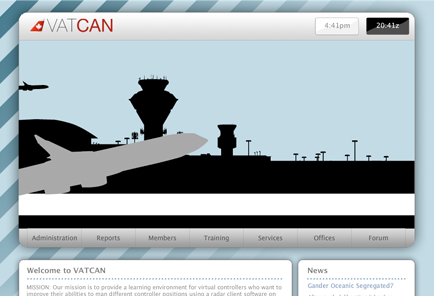 VATCAN
4:41pm
20:41z
Administration
Reports
Members
Training
Services
Offices
Forum
Welcome to VATCAN
MISSION: Our mission is to provide a learning environment for virtual controllers who want to
improve their abilities to man different controller positions using a radar client software on
News
Gander Oceanic Segregated?